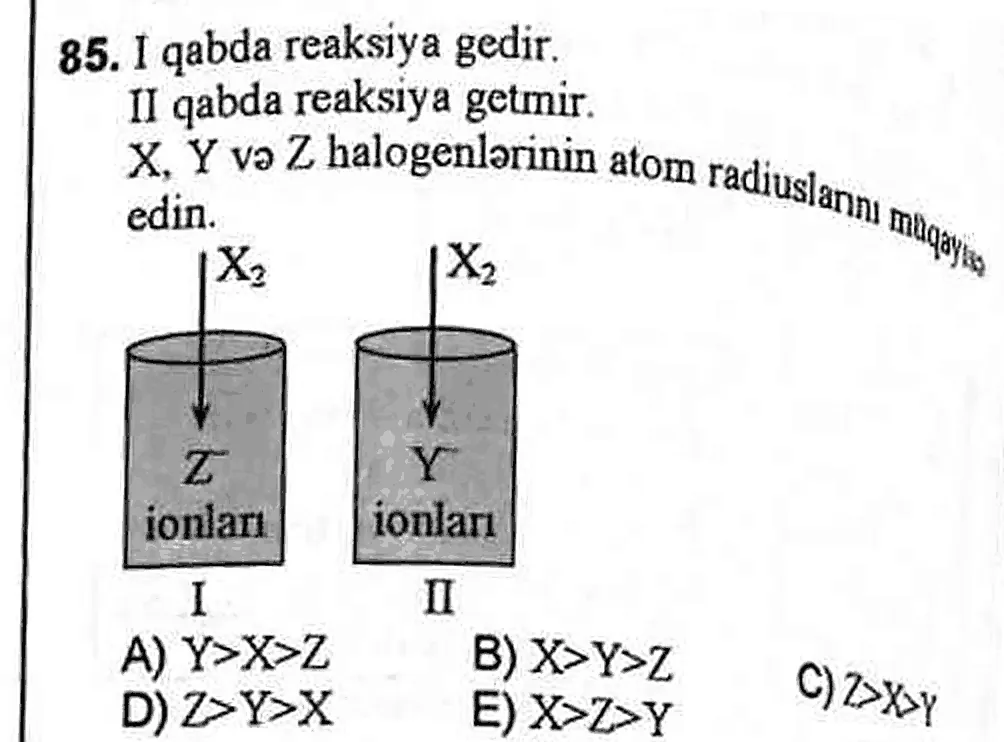 85. I qabda reaksiya gedir.
II qabda reaksiya getmir.
X, Y və Z halogenlərinin atom radiuslarını müqayisə
edin.
X₂ X₂
Z⁻ Y⁻
ionları ionları
I II
A) Y>X>Z B) X>Y>Z C) Z>X>Y
D) Z>Y>X E) X>Z>Y